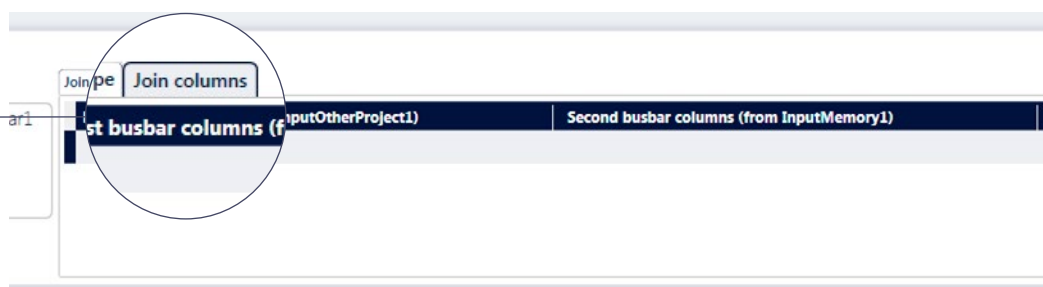 Join pe Join columns
ar1
st busbar columns (f nputOtherProject1) Second busbar columns (from InputMemory1)